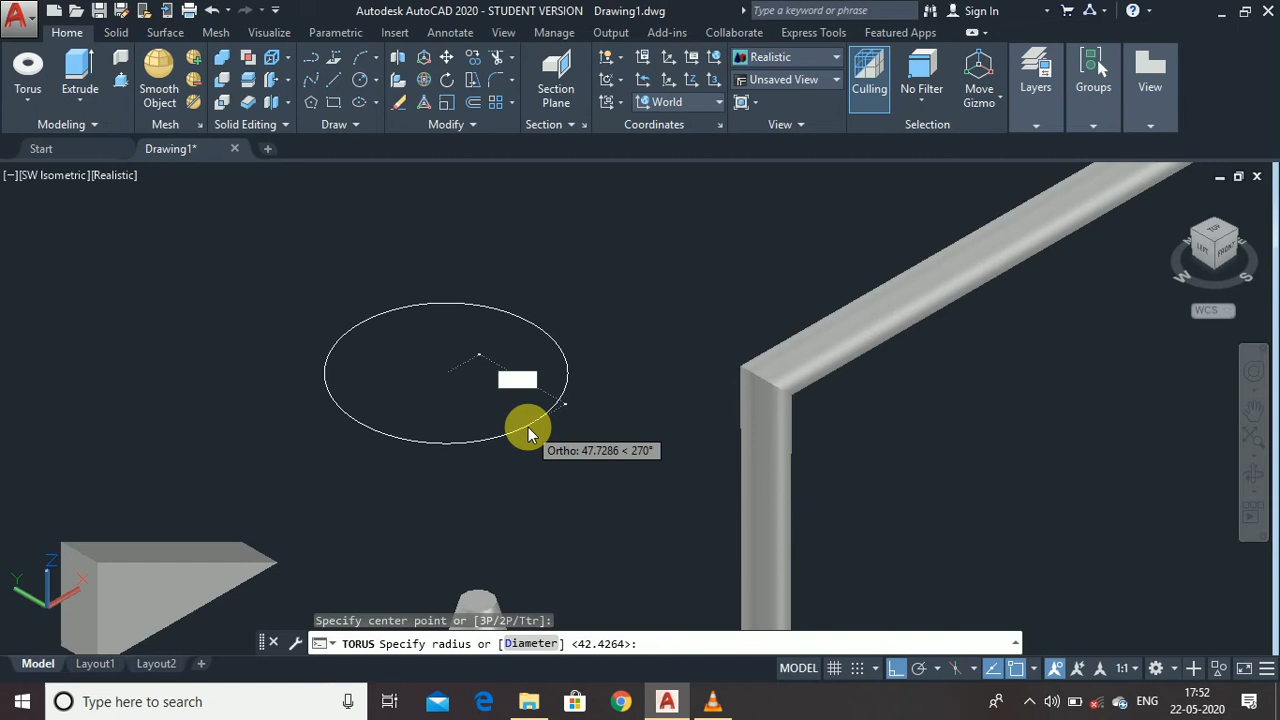 Autodesk AutoCAD 2020 - STUDENT VERSION Drawing1.dwg
Type a keyword or phrase
Sign In
Home Solid Surface Mesh Visualize Parametric Insert Annotate View Manage Output Add-ins Collaborate Express Tools Featured Apps
Torus
Extrude
Smooth
Object
Section
Plane
World
Realistic
Unsaved View
Culling
No Filter
Move
Gizmo
Layers
Groups
View
Modeling
Mesh
Solid Editing
Draw
Modify
Section
Coordinates
View
Selection
Start
Drawing1*
[−][SW Isometric][Realistic]
TOP
LEFT
FRONT
N
E
W
S
WCS
Ortho: 47.7286 < 270°
Z
Y
X
Specify center point or [3P/2P/Ttr]:
TORUS Specify radius or [Diameter] <42.4264>:
Model Layout1 Layout2
MODEL
1:1
Type here to search
ENG
17:52
22-05-2020